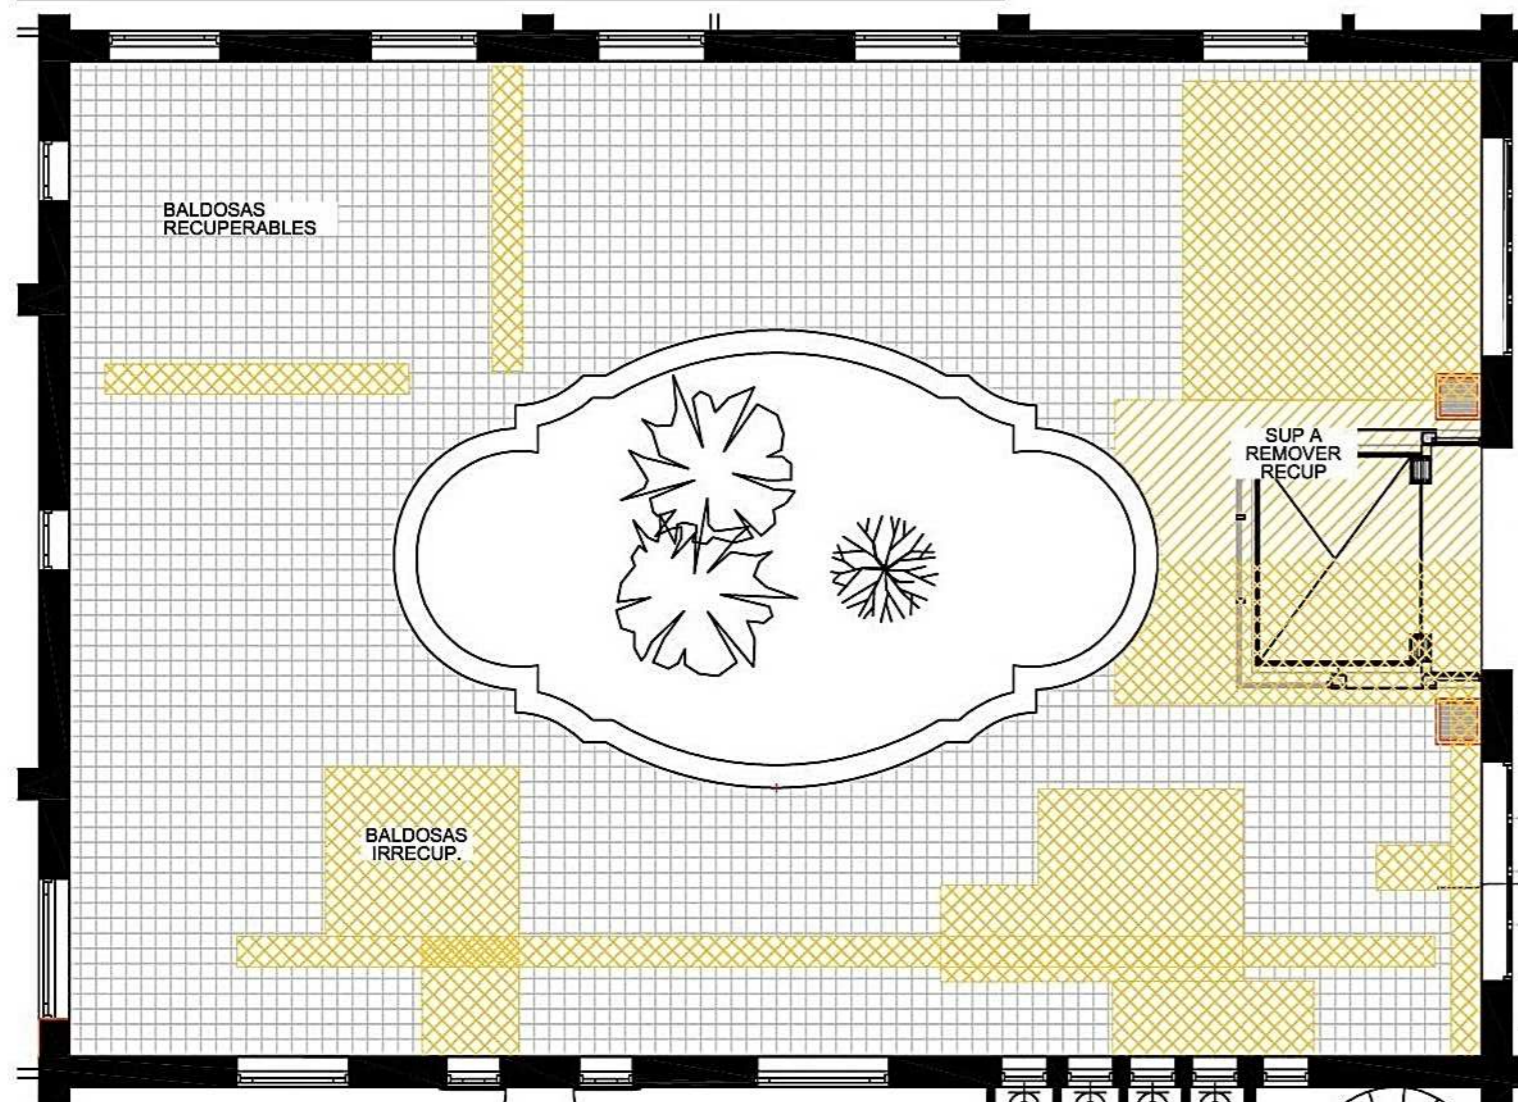 BALDOSAS
RECUPERABLES
SUP A
REMOVER
RECUP
BALDOSAS
IRRECUP.